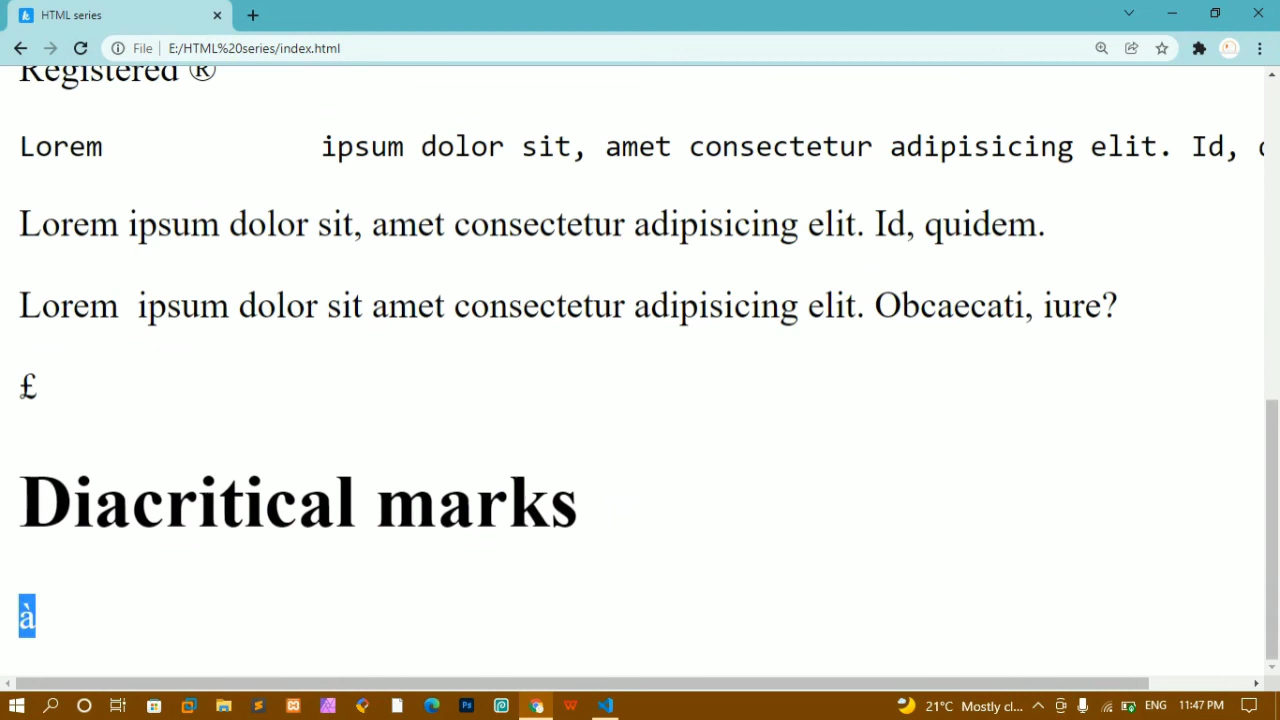 HTML series
File
E:/HTML%20series/index.html
Registered ®
Lorem ipsum dolor sit, amet consectetur adipisicing elit. Id,
Lorem ipsum dolor sit, amet consectetur adipisicing elit. Id, quidem.
Lorem ipsum dolor sit amet consectetur adipisicing elit. Obcaecati, iure?
£
Diacritical marks
à
Ps
21°C Mostly cl...
ENG
11:47 PM